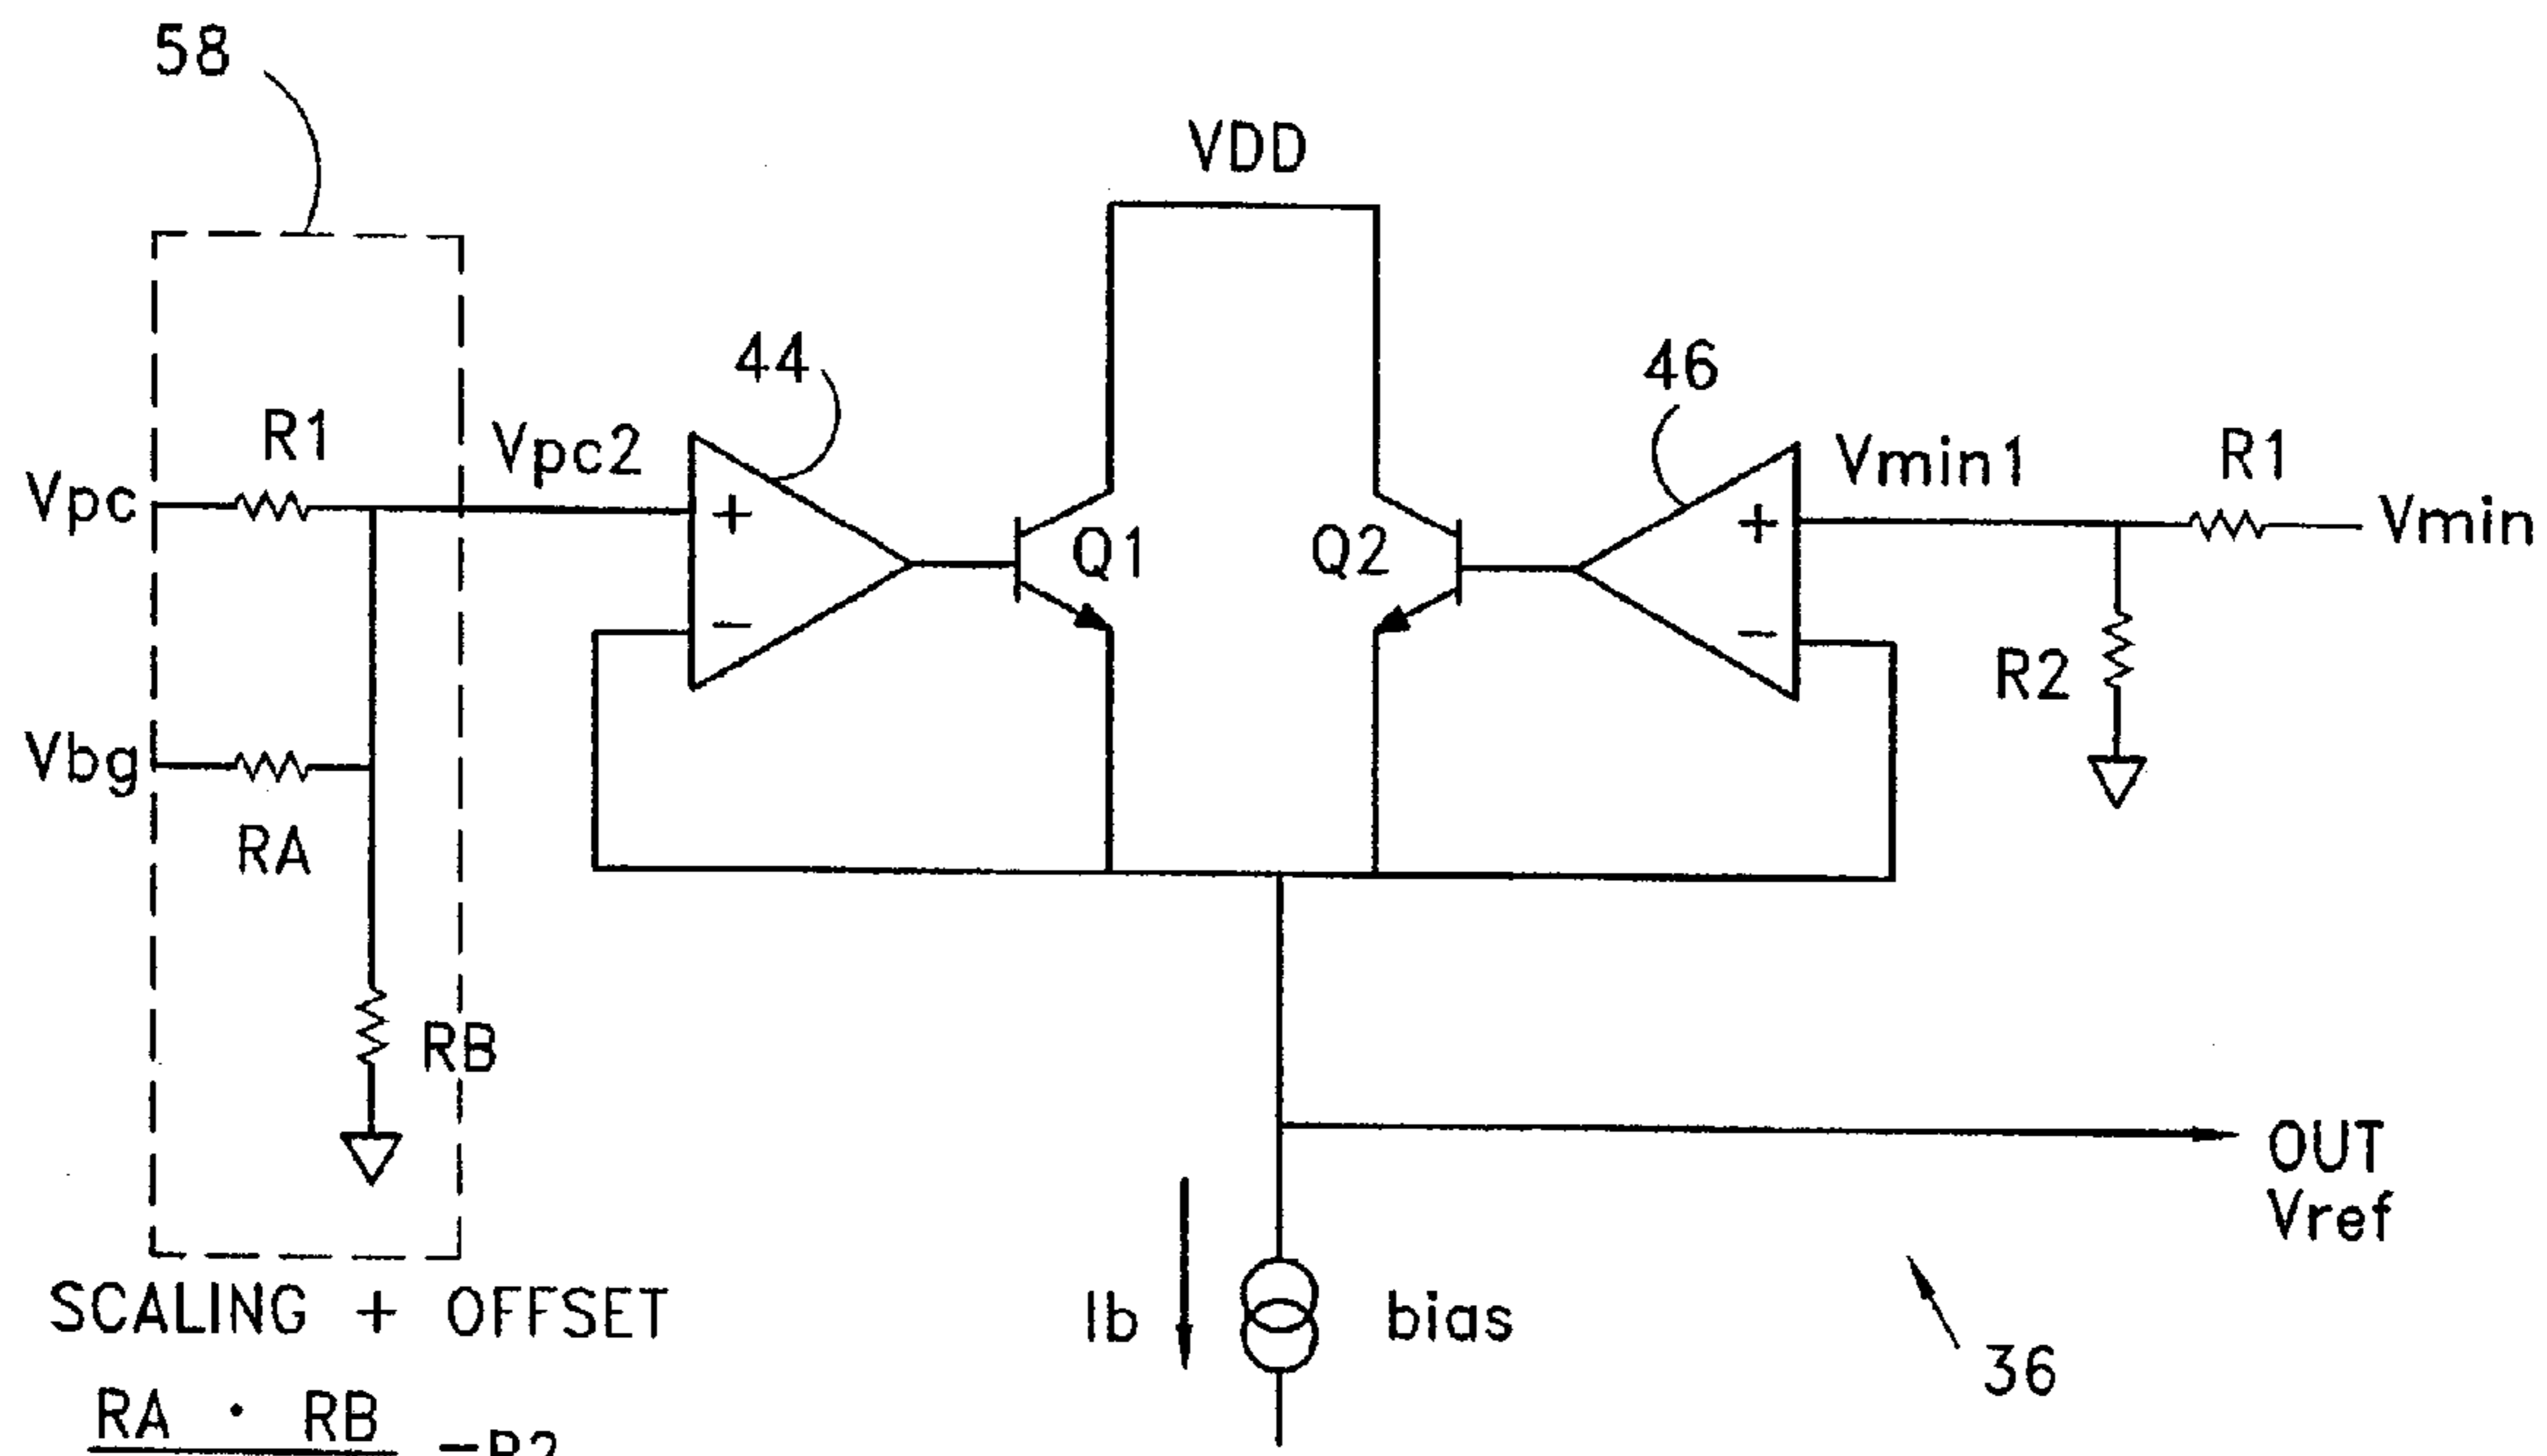 58
VDD
44
46
R1
Vpc2
Vmin1
R1
Vpc
+
+
Vmin
Q1
Q2
−
−
R2
Vbg
RA
RB
OUT
Vref
SCALING + OFFSET
Ib
bias
36
RA · RB
=R2